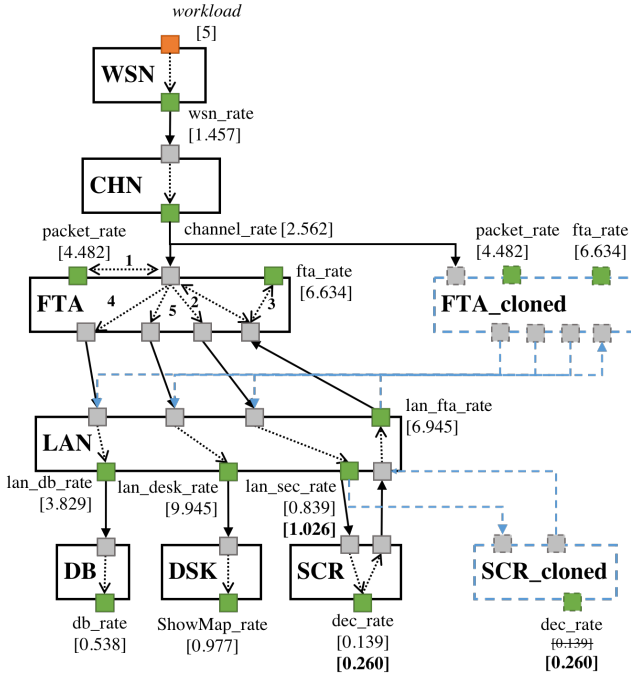 workload
[5]
WSN
wsn_rate
[1.457]
CHN
channel_rate [2.562]
packet_rate
[4.482]
1
fta_rate
[6.634]
FTA
4
5
2
3
packet_rate
[4.482]
fta_rate
[6.634]
FTA_cloned
lan_fta_rate
[6.945]
LAN
lan_db_rate
[3.829]
lan_desk_rate
[9.945]
lan_sec_rate
[0.839]
[1.026]
DB
DSK
SCR
SCR_cloned
db_rate
[0.538]
ShowMap_rate
[0.977]
dec_rate
[0.139]
[0.260]
dec_rate
[0.139]
[0.260]